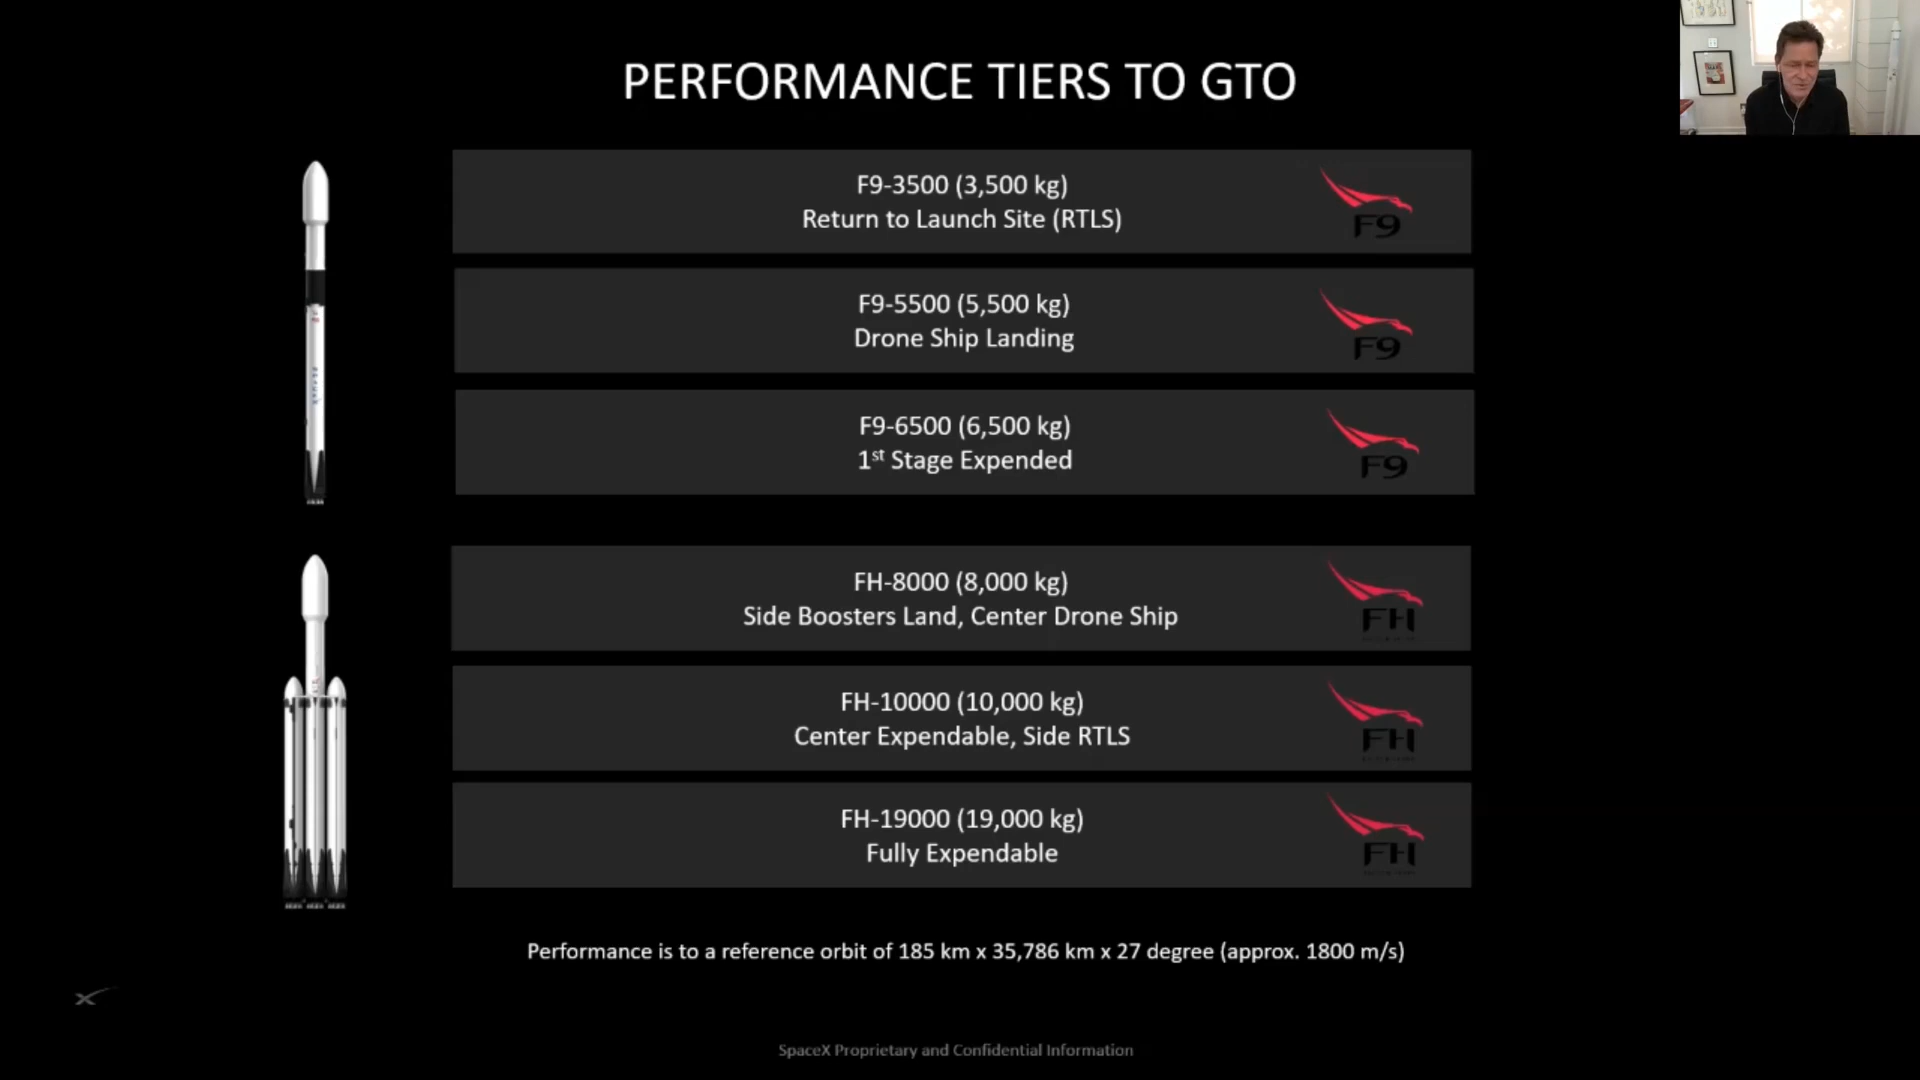 PERFORMANCE TIERS TO GTO
F9-3500 (3,500 kg)
Return to Launch Site (RTLS)
F9
F9-5500 (5,500 kg)
Drone Ship Landing
F9
F9-6500 (6,500 kg)
1st Stage Expended
F9
FH-8000 (8,000 kg)
Side Boosters Land, Center Drone Ship
FH
FH-10000 (10,000 kg)
Center Expendable, Side RTLS
FH
FH-19000 (19,000 kg)
Fully Expendable
FH
Performance is to a reference orbit of 185 km x 35,786 km x 27 degree (approx. 1800 m/s)
SpaceX Proprietary and Confidential Information